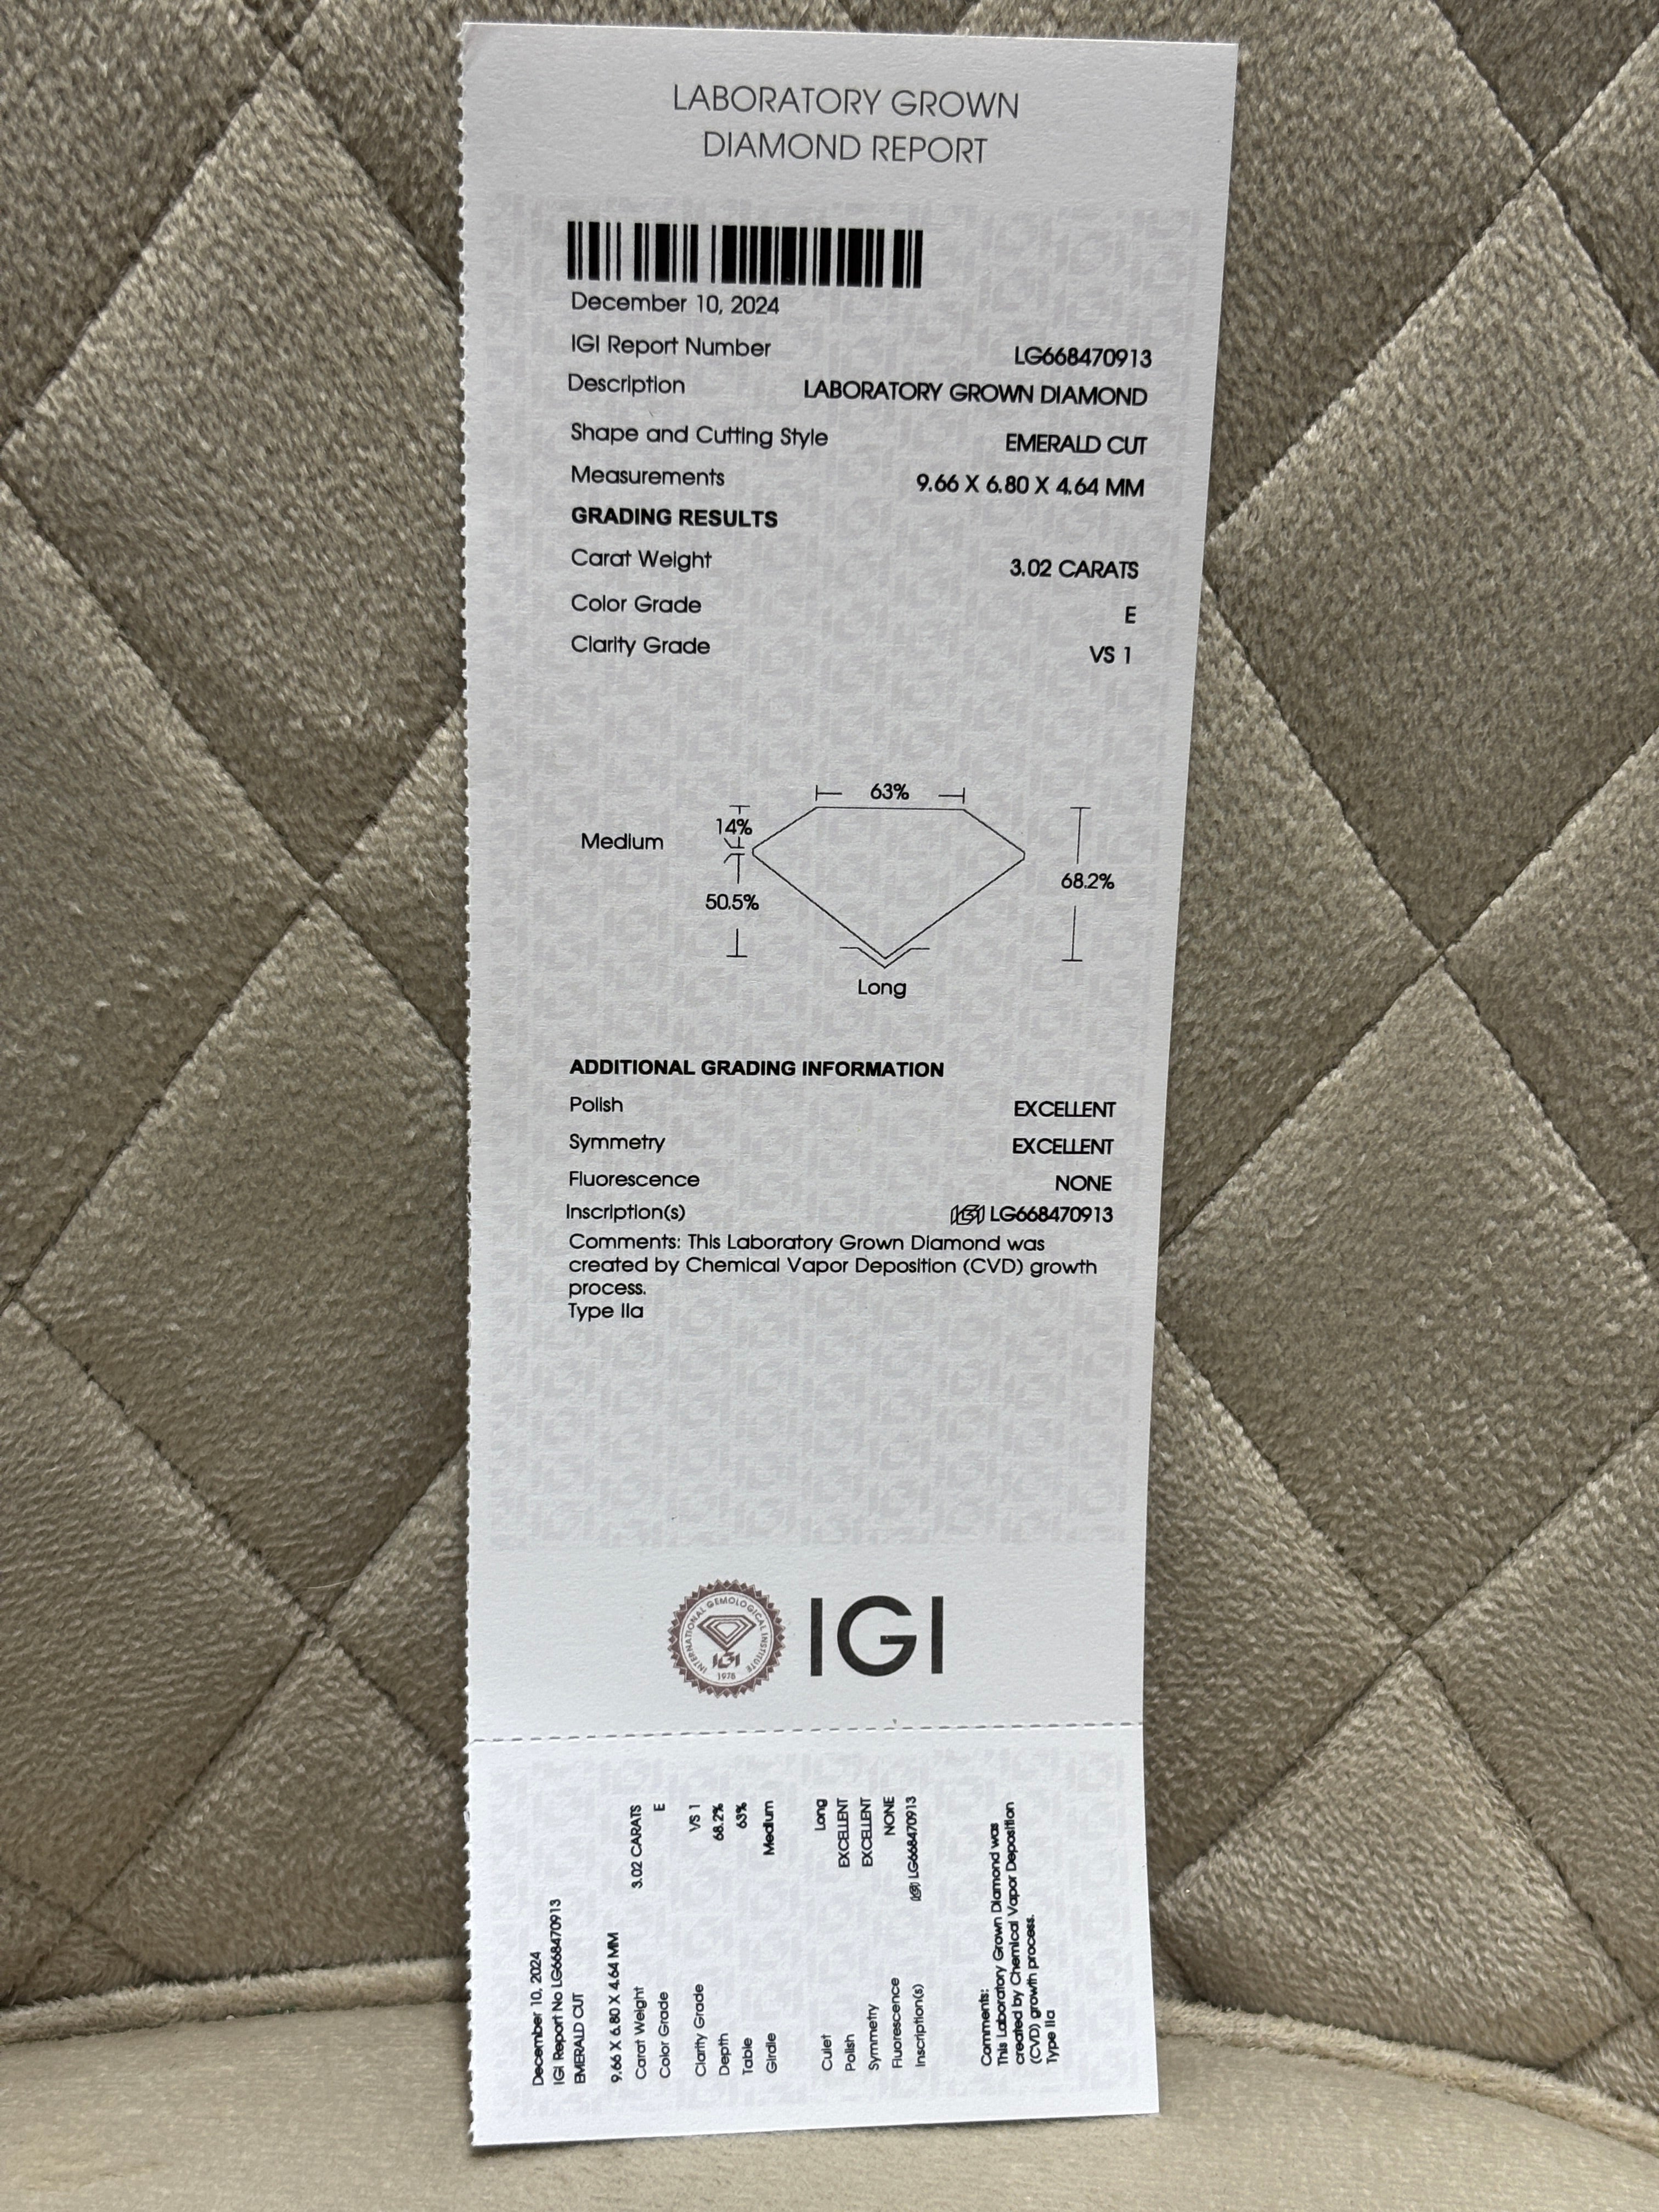 LABORATORY GROWN
DIAMOND REPORT
December 10, 2024
IGI Report Number LG668470913
Description LABORATORY GROWN DIAMOND
Shape and Cutting Style EMERALD CUT
Measurements 9.66 X 6.80 X 4.64 MM
GRADING RESULTS
Carat Weight 3.02 CARATS
Color Grade E
Clarity Grade VS 1
63%
14%
Medium
68.2%
50.5%
Long
ADDITIONAL GRADING INFORMATION
Polish EXCELLENT
Symmetry EXCELLENT
Fluorescence NONE
Inscription(s) IGI LG668470913
Comments: This Laboratory Grown Diamond was
created by Chemical Vapor Deposition (CVD) growth
process.
Type IIa
INTERNATIONAL GEMOLOGICAL INSTITUTE
IGI
1975
IGI
December 10, 2024
IGI Report No LG668470913
EMERALD CUT
9.66 X 6.80 X 4.64 MM
Carat Weight 3.02 CARATS
Color Grade E
Clarity Grade VS 1
Depth 68.2%
Table 63%
Girdle Medium
Culet Long
Polish EXCELLENT
Symmetry EXCELLENT
Fluorescence NONE
Inscription(s) IGI LG668470913
Comments:
This Laboratory Grown Diamond was
created by Chemical Vapor Deposition
(CVD) growth process.
Type IIa